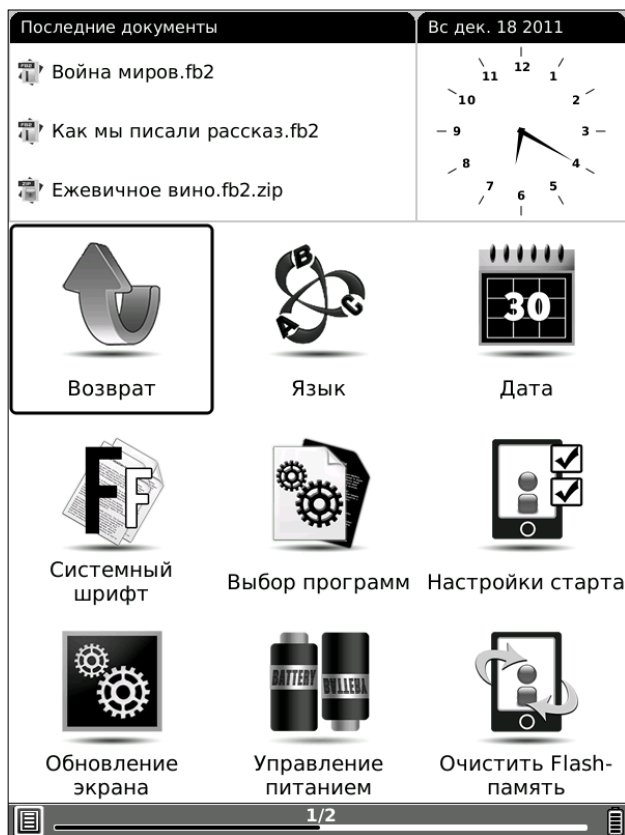 Последние документы
Вс дек. 18 2011
Война миров.fb2
Как мы писали рассказ.fb2
Ежевичное вино.fb2.zip
12
11
1
10
2
9
3
8
4
7
5
6
B
A
C
30
Возврат
Язык
Дата
F F
Системный
шрифт
Выбор программ
Настройки старта
BATTERY
BATTERY
Обновление
экрана
Управление
питанием
Очистить Flash-
память
1/2